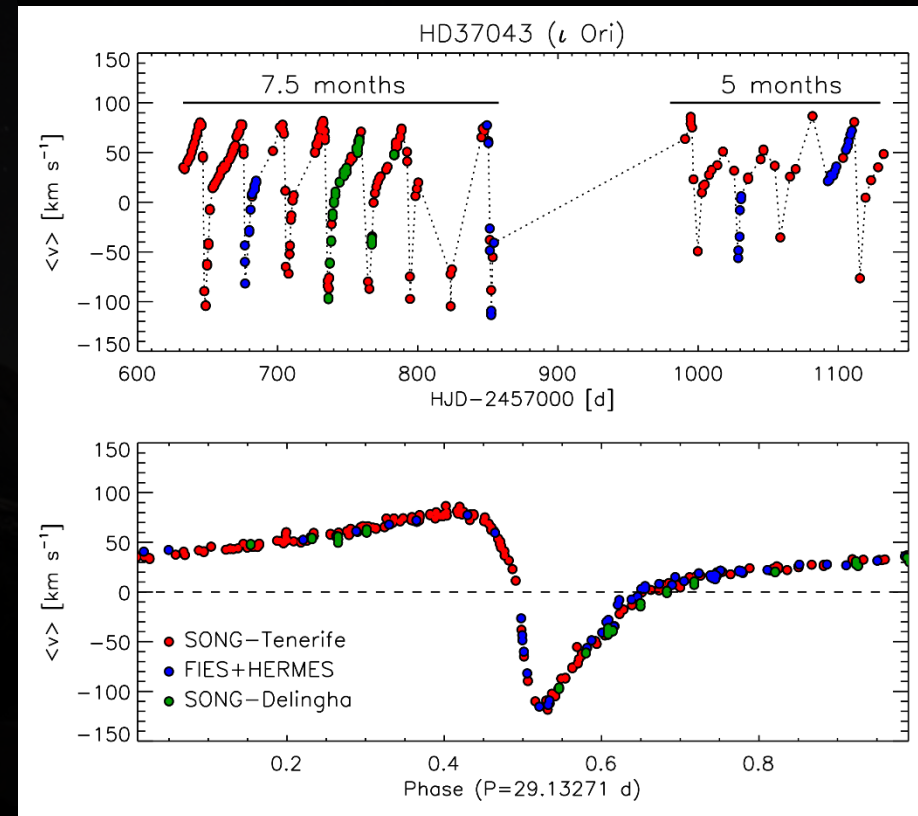 HD37043 (ι Ori)
7.5 months
5 months
150
100
50
0
−50
−100
−150
<v> [km s⁻¹]
600
700
800
900
1000
1100
HJD−2457000 [d]
150
100
50
0
−50
−100
−150
<v> [km s⁻¹]
SONG−Tenerife
FIES+HERMES
SONG−Delingha
0.2
0.4
0.6
0.8
Phase (P=29.13271 d)